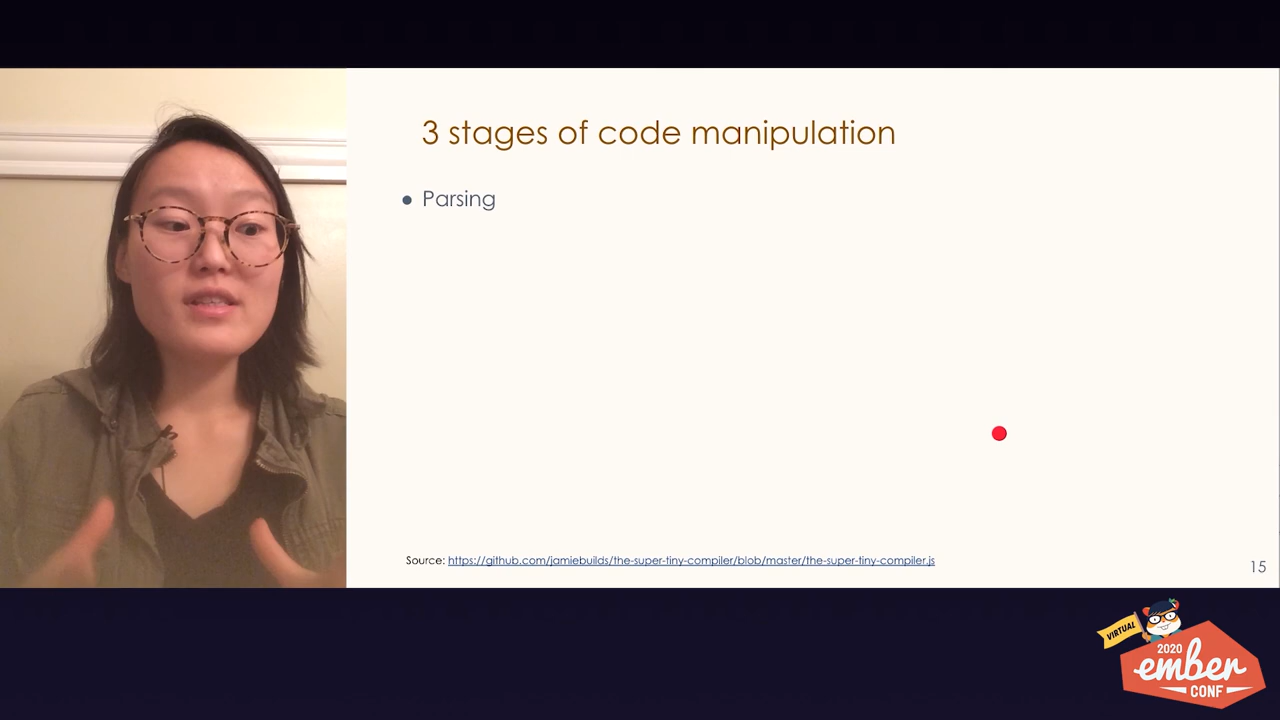 3 stages of code manipulation
● Parsing
Source: https://github.com/jamiebuilds/the-super-tiny-compiler/blob/master/the-super-tiny-compiler.js
15
VIRTUAL
2020
ember
CONF